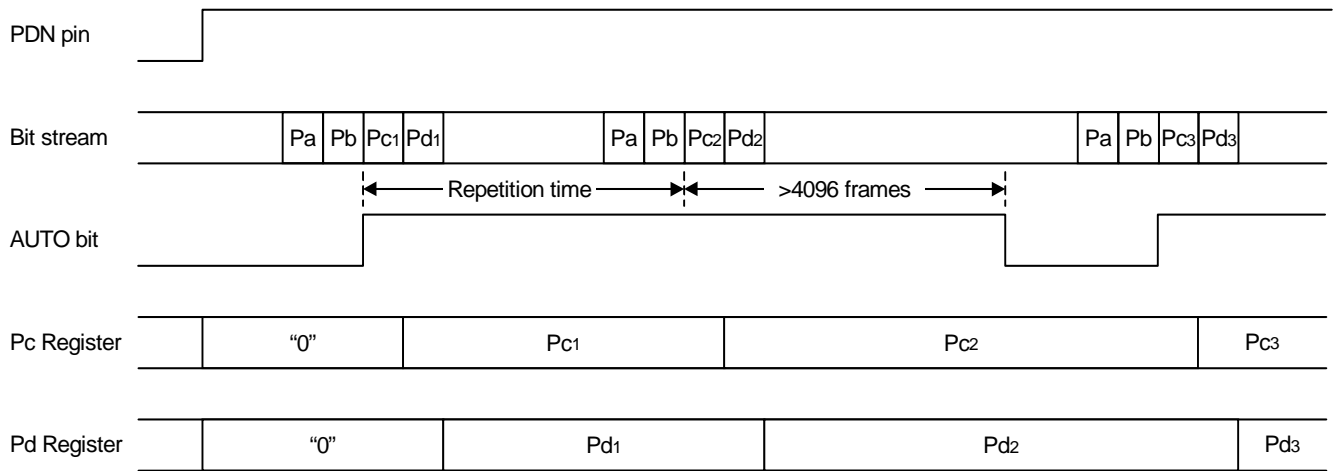 PDN pin
Bit stream Pa Pb Pc1 Pd1 Pa Pb Pc2 Pd2 Pa Pb Pc3 Pd3
Repetition time >4096 frames
AUTO bit
Pc Register “0” Pc1 Pc2 Pc3
Pd Register “0” Pd1 Pd2 Pd3